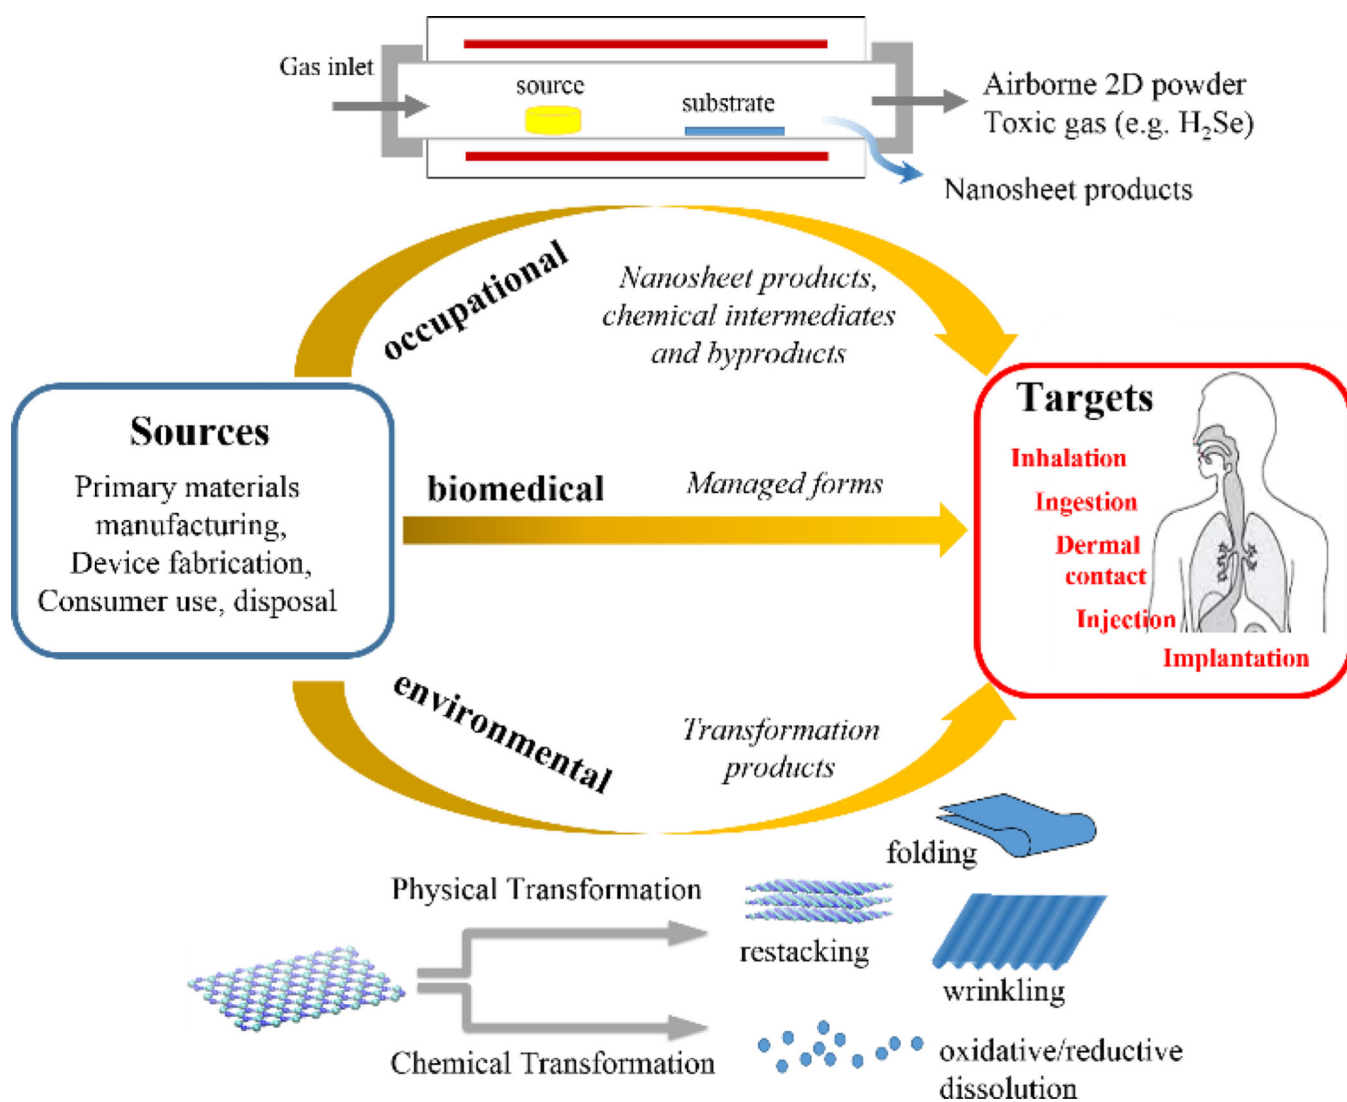 Gas inlet
source
substrate
Airborne 2D powder
Toxic gas (e.g. H₂Se)
Nanosheet products
occupational
Nanosheet products,
chemical intermediates
and byproducts
Sources
Primary materials
manufacturing,
Device fabrication,
Consumer use, disposal
biomedical
Managed forms
Targets
Inhalation
Ingestion
Dermal
contact
Injection
Implantation
environmental
Transformation
products
folding
Physical Transformation
restacking
wrinkling
Chemical Transformation
oxidative/reductive
dissolution